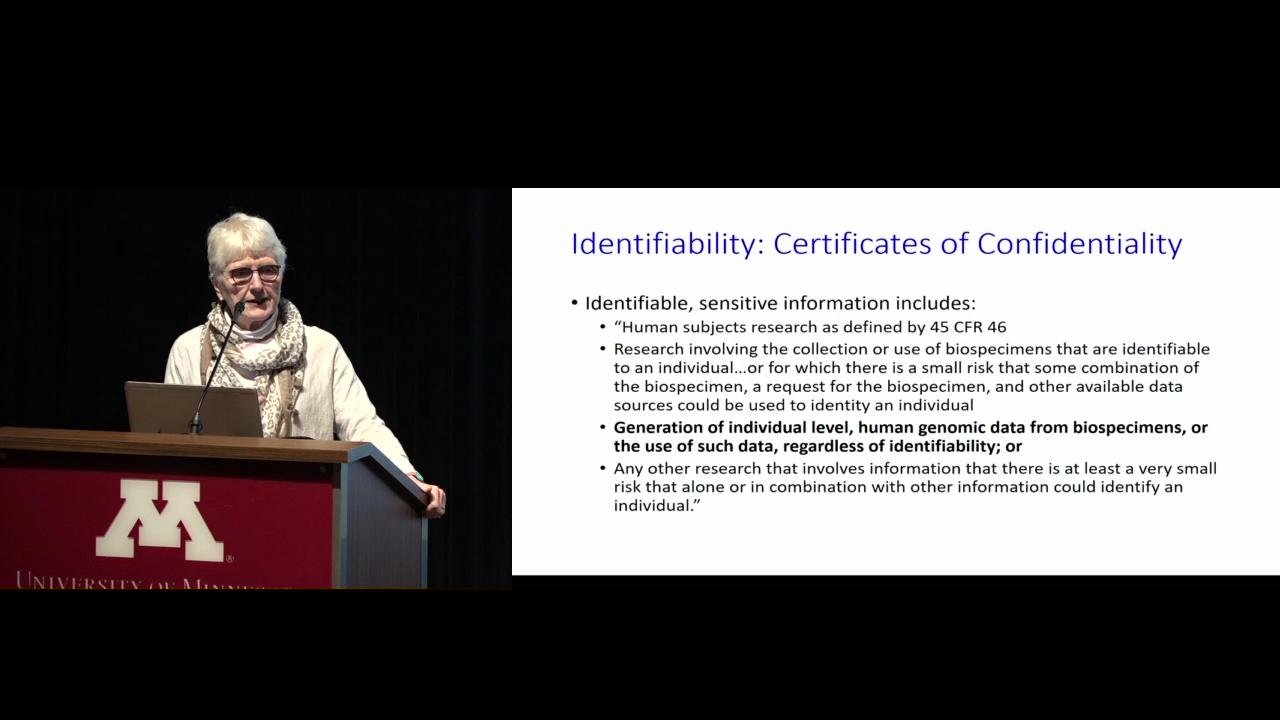 Identifiability: Certificates of Confidentiality
• Identifiable, sensitive information includes:
• “Human subjects research as defined by 45 CFR 46
• Research involving the collection or use of biospecimens that are identifiable
to an individual...or for which there is a small risk that some combination of
the biospecimen, a request for the biospecimen, and other available data
sources could be used to identity an individual
• Generation of individual level, human genomic data from biospecimens, or
the use of such data, regardless of identifiability; or
• Any other research that involves information that there is at least a very small
risk that alone or in combination with other information could identify an
individual.”
M®
UNIVERSITY OF